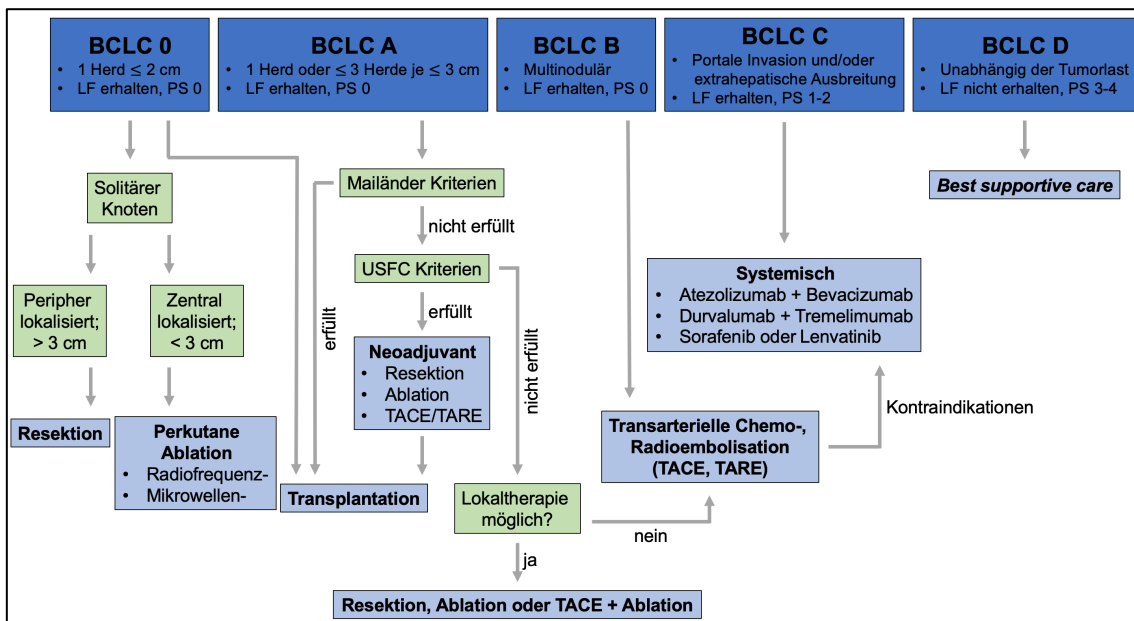 BCLC 0
• 1 Herd ≤ 2 cm
• LF erhalten, PS 0
BCLC A
• 1 Herd oder ≤ 3 Herde je ≤ 3 cm
• LF erhalten, PS 0
BCLC B
• Multinodulär
• LF erhalten, PS 0
BCLC C
• Portale Invasion und/oder
extrahepatische Ausbreitung
• LF erhalten, PS 1-2
BCLC D
• Unabhängig der Tumorlast
• LF nicht erhalten, PS 3-4
Solitärer
Knoten
Mailänder Kriterien
Best supportive care
nicht erfüllt
USFC Kriterien
Peripher
lokalisiert;
> 3 cm
Zentral
lokalisiert;
< 3 cm
erfüllt
erfüllt
nicht erfüllt
Systemisch
• Atezolizumab + Bevacizumab
• Durvalumab + Tremelimumab
• Sorafenib oder Lenvatinib
Neoadjuvant
• Resektion
• Ablation
• TACE/TARE
Kontraindikationen
Resektion
Perkutane
Ablation
• Radiofrequenz-
• Mikrowellen-
Transplantation
Transarterielle Chemo-,
Radioembolisation
(TACE, TARE)
Lokaltherapie
möglich?
nein
ja
Resektion, Ablation oder TACE + Ablation